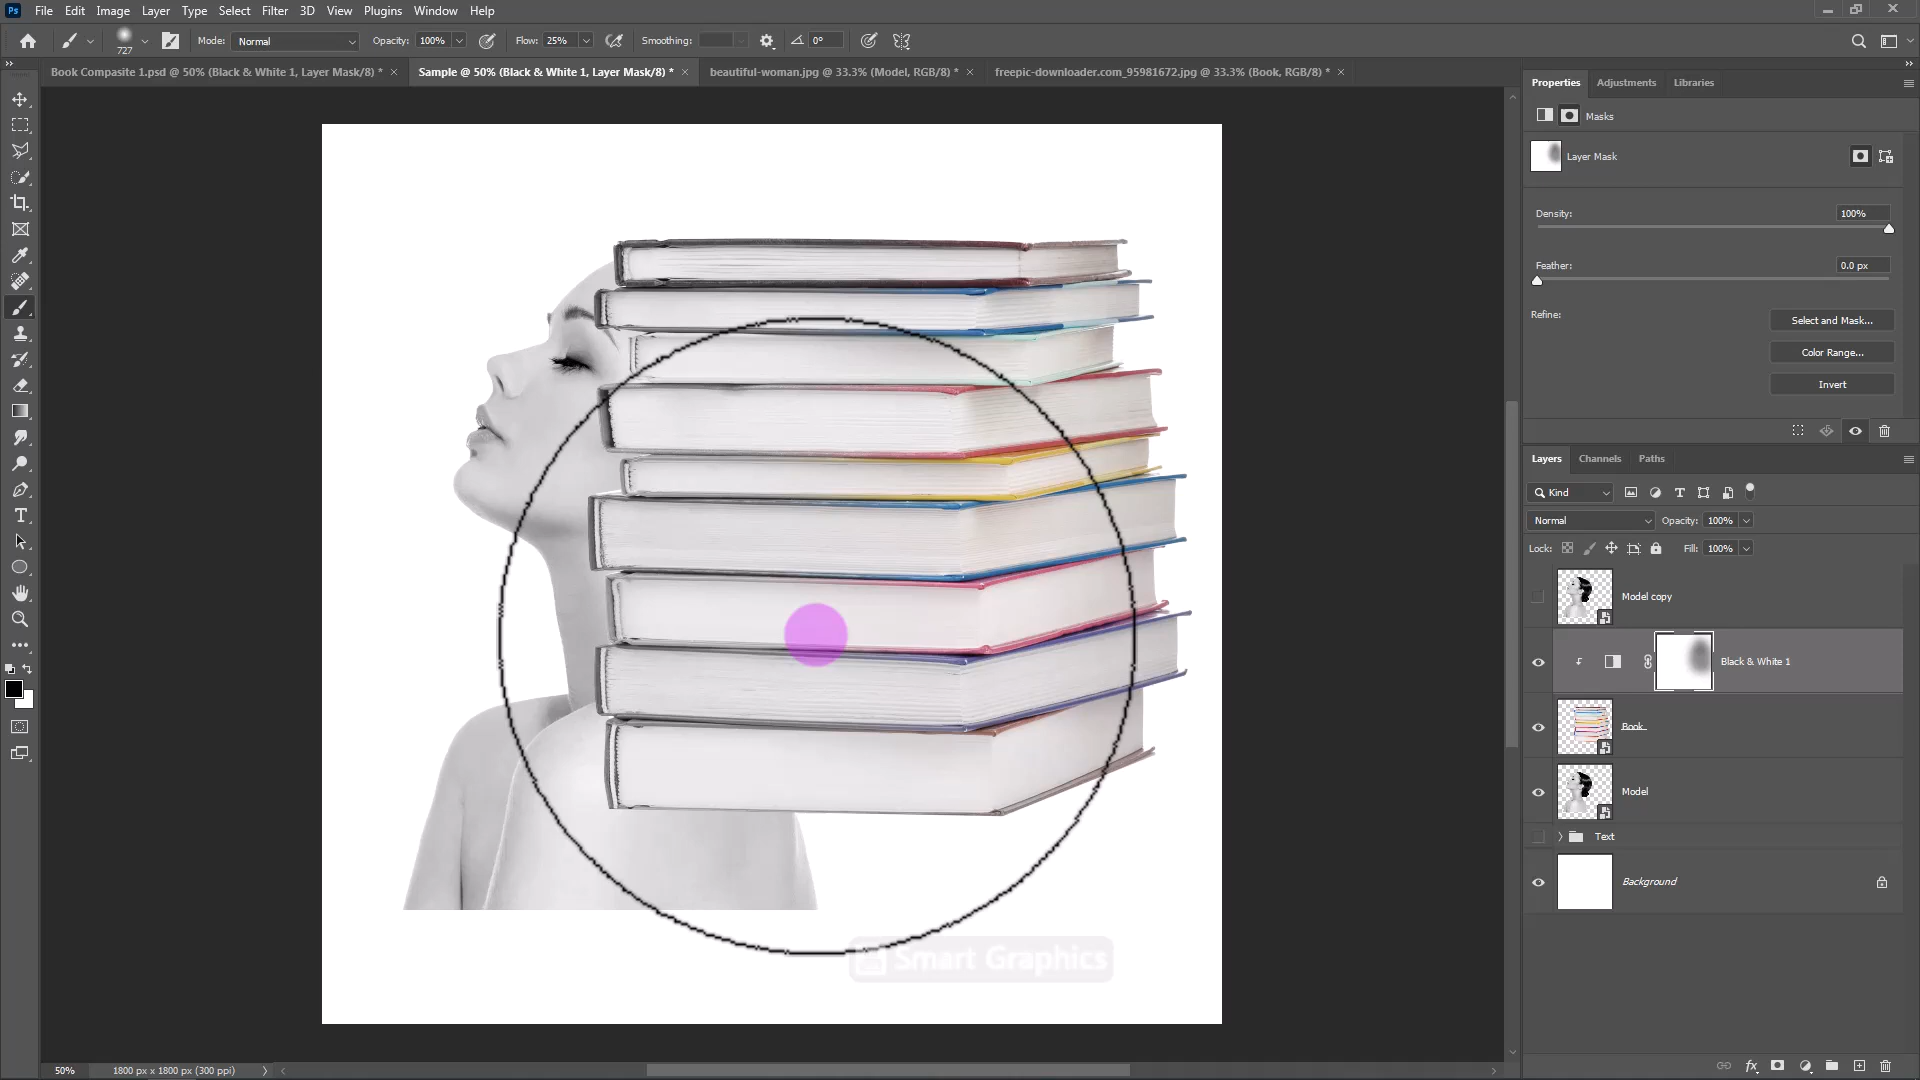 Ps File Edit Image Layer Type Select Filter 3D View Plugins Window Help
727 Mode: Normal Opacity: 100% Flow: 25% Smoothing: 0°
Book Compasite 1.psd @ 50% (Black & White 1, Layer Mask/8) * Sample @ 50% (Black & White 1, Layer Mask/8) * beautiful-woman.jpg @ 33.3% (Model, RGB/8) * freepic-downloader.com_95981672.jpg @ 33.3% (Book, RGB/8) *
Properties Adjustments Libraries
Masks
Layer Mask
Density: 100%
Feather: 0.0 px
Refine: Select and Mask...
Color Range...
Invert
Layers Channels Paths
Kind
Normal Opacity: 100%
Lock: Fill: 100%
Model copy
Black & White 1
Book
Model
Text
Background
Smart Graphics
50% 1800 px x 1800 px (300 ppi)